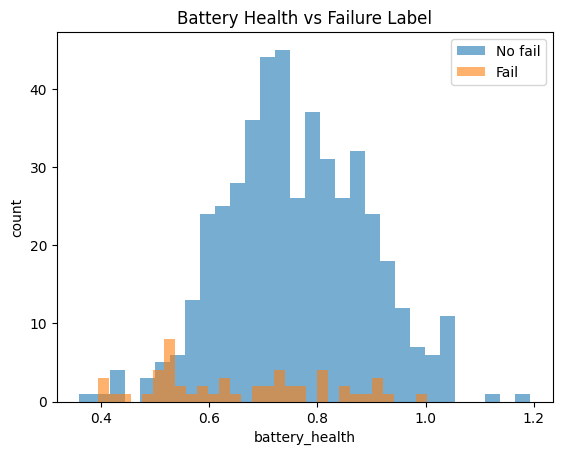 Battery Health vs Failure Label
No fail
Fail
count
40
30
20
10
0
0.4 0.6 0.8 1.0 1.2
battery_health